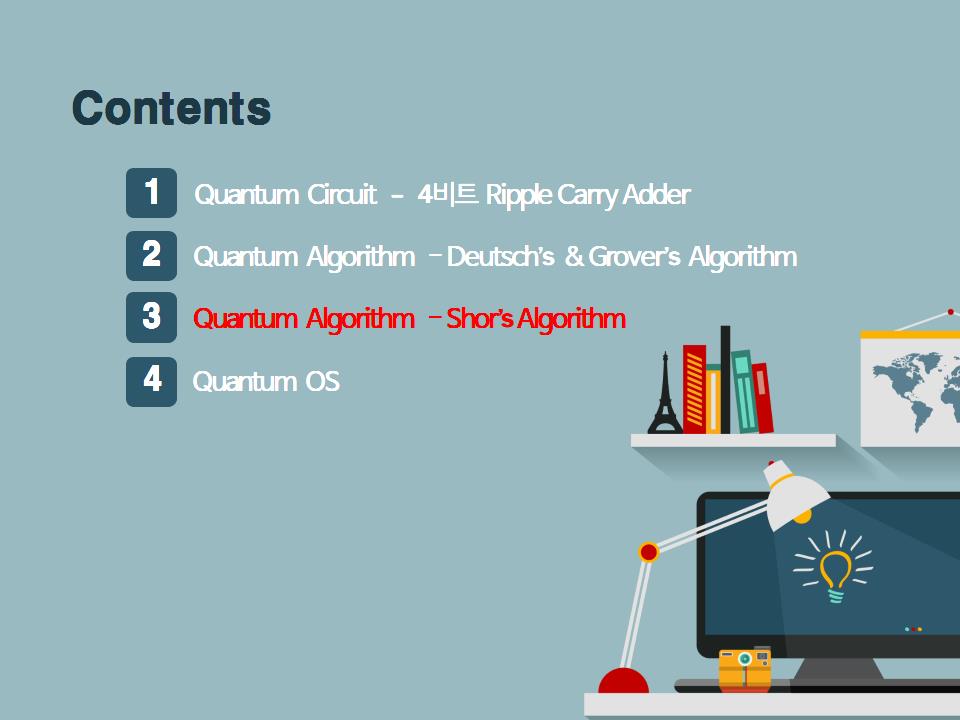 Contents
1 Quantum Circuit - 4비트 Ripple Carry Adder
2 Quantum Algorithm - Deutsch's & Grover's Algorithm
3 Quantum Algorithm - Shor's Algorithm
4 Quantum OS